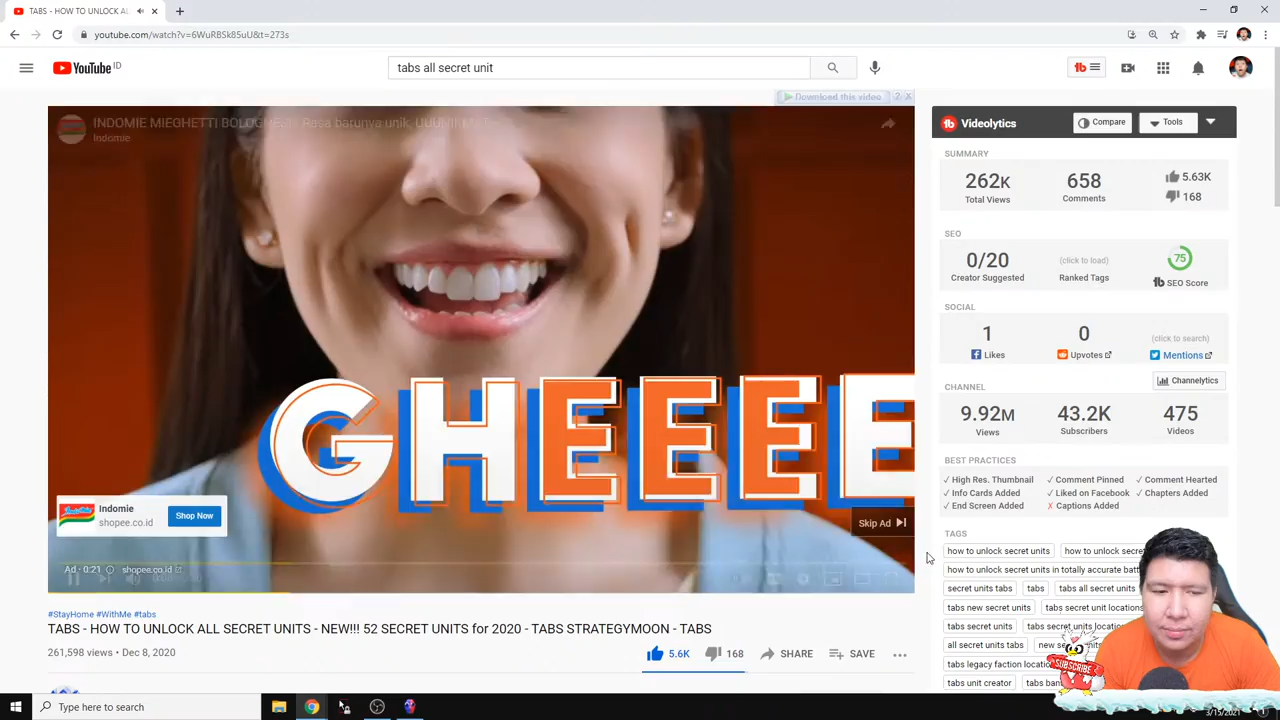 TABS - HOW TO UNLOCK AL
youtube.com/watch?v=6WuRBSk85uU&t=273s
YouTube ID
tabs all secret unit
Download this video ? X
INDOMIE MIEGHETTI BOLOGNESE Rasa barunya unik
Indomie
GHEEEE
Indomie
shopee.co.id
Shop Now
Skip Ad
Ad · 0:21
shopee.co.id
#StayHome #WithMe #tabs
TABS - HOW TO UNLOCK ALL SECRET UNITS - NEW!!! 52 SECRET UNITS for 2020 - TABS STRATEGYMOON - TABS
261,598 views • Dec 8, 2020
5.6K
168
SHARE
SAVE
tb Videolytics
Compare
Tools
SUMMARY
262K
Total Views
658
Comments
5.63K
168
SEO
0/20
Creator Suggested
(click to load)
Ranked Tags
75
tb SEO Score
SOCIAL
1
Likes
0
Upvotes
(click to search)
Mentions
CHANNEL
Channelytics
9.92M
Views
43.2K
Subscribers
475
Videos
BEST PRACTICES
✓ High Res. Thumbnail
✓ Comment Pinned
✓ Comment Hearted
✓ Info Cards Added
✓ Liked on Facebook
✓ Chapters Added
✓ End Screen Added
X Captions Added
TAGS
how to unlock secret units
how to unlock secre
how to unlock secret units in totally accurate batt
secret units tabs
tabs
tabs all secret units
tabs new secret units
tabs secret unit locations
tabs secret units
tabs secret units locatio
all secret units tabs
new s
tabs legacy faction locatio
tabs unit creator
tabs ban
SUBSCRIBE
Type here to search
3/15/2021